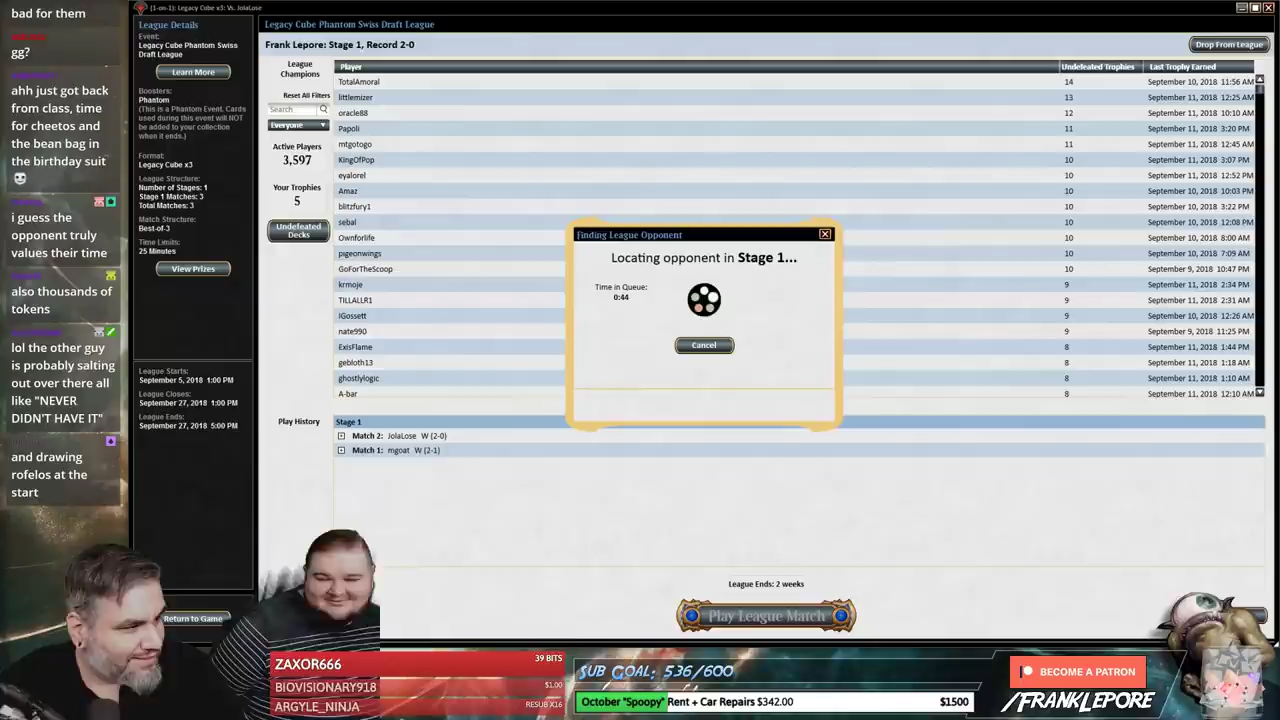 bad for them
gg?
ahh just got back
from class, time
for cheetos and
the bean bag in
the birthday suit
i guess the
opponent truly
values their time
also thousands of
tokens
lol the other guy
is probably salting
out over there all
like "NEVER
DIDN'T HAVE IT"
and drawing
rofelos at the
start
(1-on-1): Legacy Cube x3: Vs. JolaLose
League Details
Event:
Legacy Cube Phantom Swiss
Draft League
Learn More
Boosters:
Phantom
(This is a Phantom Event. Cards
used during this event will NOT
be added to your collection
when it ends.)
Format:
Legacy Cube x3
League Structure:
Number of Stages: 1
Stage 1 Matches: 3
Total Matches: 3
Match Structure:
Best-of-3
Time Limits:
25 Minutes
View Prizes
League Starts:
September 5, 2018 1:00 PM
League Closes:
September 27, 2018 1:00 PM
League Ends:
September 27, 2018 5:00 PM
Return to Game
Legacy Cube Phantom Swiss Draft League
Frank Lepore: Stage 1, Record 2-0
Drop From League
League
Champions
Reset All Filters
Search
Everyone
Active Players
3,597
Your Trophies
5
Undefeated
Decks
Player Undefeated Trophies Last Trophy Earned
TotalAmoral 14 September 10, 2018 11:56 AM
littlemizer 13 September 11, 2018 12:25 AM
oracle88 12 September 11, 2018 10:10 AM
Papoli 11 September 11, 2018 3:20 PM
mtgotogo 11 September 11, 2018 12:45 AM
KingOfPop 10 September 11, 2018 3:07 PM
eyalorel 10 September 11, 2018 12:52 PM
Amaz 10 September 11, 2018 10:03 PM
blitzfury1 10 September 11, 2018 3:22 PM
sebal 10 September 11, 2018 12:08 PM
Ownforlife 10 September 11, 2018 8:00 AM
pigeonwings 10 September 11, 2018 7:09 AM
GoForTheScoop 10 September 9, 2018 10:47 PM
krmoje 9 September 11, 2018 2:34 PM
TILLALLR1 9 September 11, 2018 2:31 AM
IGossett 9 September 10, 2018 12:26 AM
nate990 9 September 9, 2018 11:25 PM
ExisFlame 8 September 11, 2018 1:44 PM
gebloth13 8 September 11, 2018 1:18 AM
ghostlylogic 8 September 11, 2018 1:10 AM
A-bar 8 September 11, 2018 12:10 AM
Finding League Opponent
Locating opponent in Stage 1...
Time in Queue:
0:44
Cancel
Play History
Stage 1
Match 2: JolaLose W (2-0)
Match 1: mgoat W (2-1)
League Ends: 2 weeks
Play League Match
ZAXOR666 39 BITS
BIOVISIONARY918 $1.00
ARGYLE_NINJA RESUB X16
SUB GOAL: 536/600
October "Spoopy" Rent + Car Repairs $342.00 $1500
BECOME A PATRON
/FRANKLEPORE